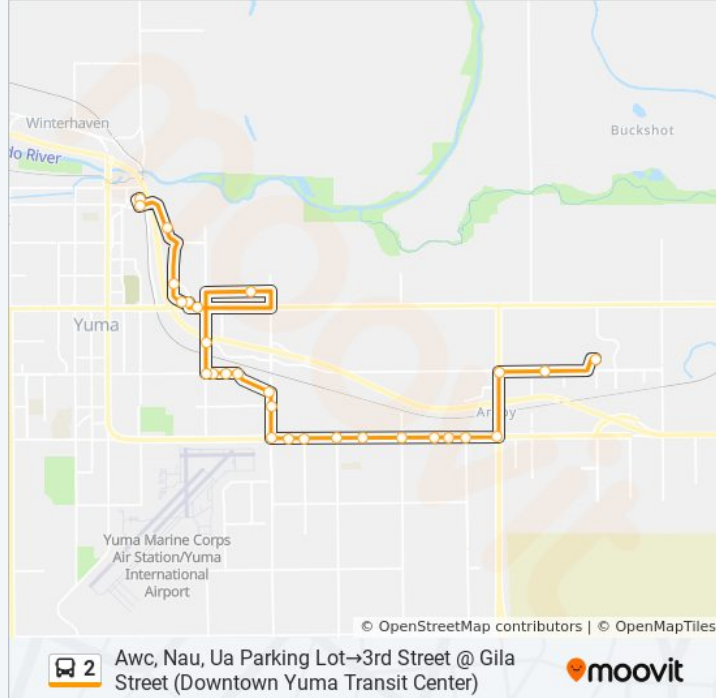 Winterhaven
Buckshot
do River
Yuma
Araby
Yuma Marine Corps
Air Station/Yuma
International
Airport
© OpenStreetMap contributors | © OpenMapTiles
2
Awc, Nau, Ua Parking Lot→3rd Street @ Gila
Street (Downtown Yuma Transit Center)
moovit